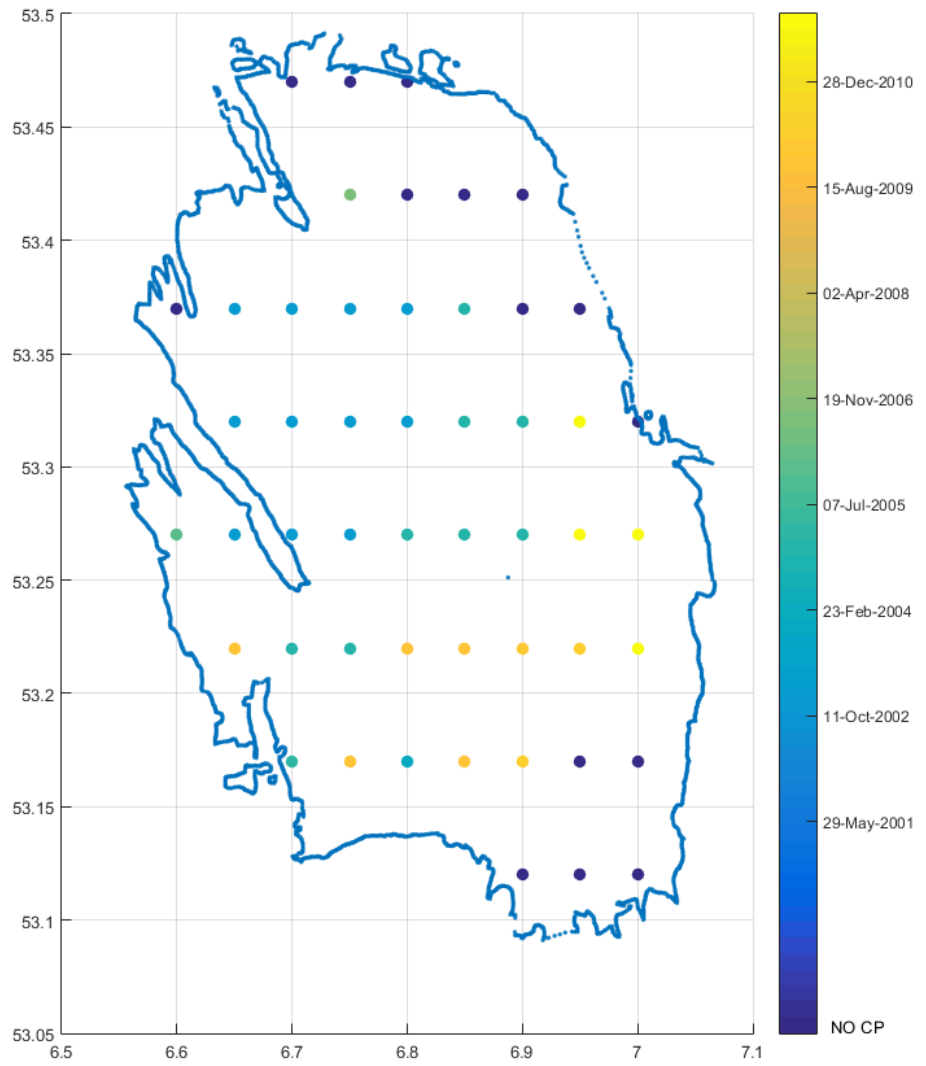 53.5
53.45
53.4
53.35
53.3
53.25
53.2
53.15
53.1
53.05
6.5 6.6 6.7 6.8 6.9 7 7.1
28-Dec-2010
15-Aug-2009
02-Apr-2008
19-Nov-2006
07-Jul-2005
23-Feb-2004
11-Oct-2002
29-May-2001
NO CP